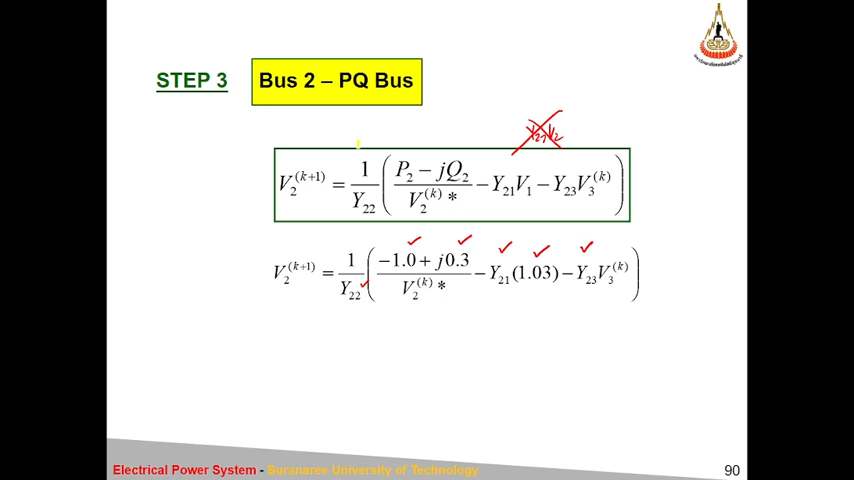 STEP 3 Bus 2 – PQ Bus
Y₂₂V₂
V₂^(k+1) = 1/Y₂₂ ( (P₂ − jQ₂)/V₂^(k)* − Y₂₁V₁ − Y₂₃V₃^(k) )
V₂^(k+1) = 1/Y₂₂ ( (−1.0 + j0.3)/V₂^(k)* − Y₂₁(1.03) − Y₂₃V₃^(k) )
Electrical Power System - Suranaree University of Technology 90